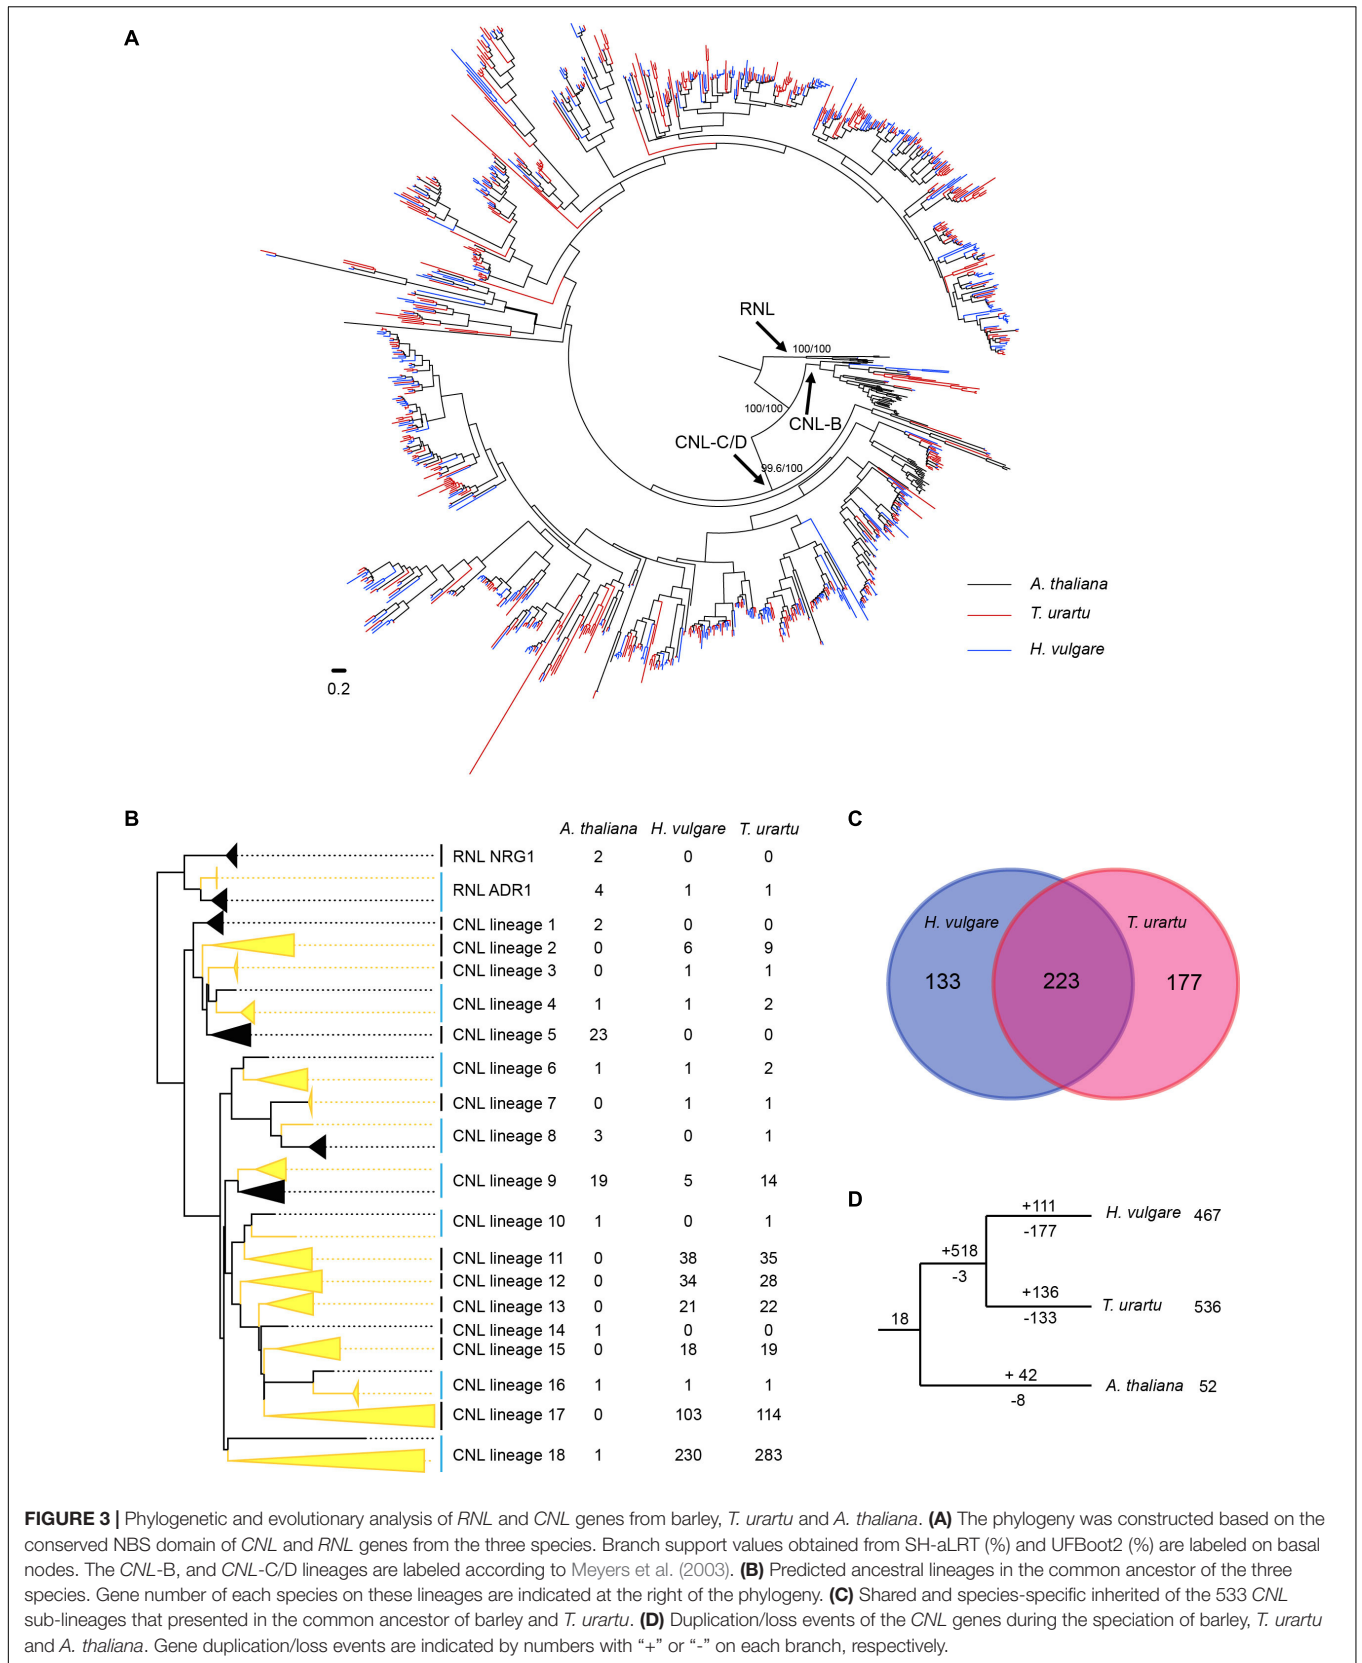 A
RNL
100/100
100/100
CNL-B
CNL-C/D
99.6/100
A. thaliana
T. urartu
H. vulgare
0.2
B
A. thaliana H. vulgare T. urartu
RNL NRG1 2 0 0
RNL ADR1 4 1 1
CNL lineage 1 2 0 0
CNL lineage 2 0 6 9
CNL lineage 3 0 1 1
CNL lineage 4 1 1 2
CNL lineage 5 23 0 0
CNL lineage 6 1 1 2
CNL lineage 7 0 1 1
CNL lineage 8 3 0 1
CNL lineage 9 19 5 14
CNL lineage 10 1 0 1
CNL lineage 11 0 38 35
CNL lineage 12 0 34 28
CNL lineage 13 0 21 22
CNL lineage 14 1 0 0
CNL lineage 15 0 18 19
CNL lineage 16 1 1 1
CNL lineage 17 0 103 114
CNL lineage 18 1 230 283
C
H. vulgare T. urartu
133 223 177
D
+111
H. vulgare 467
-177
+518
-3
+136
T. urartu 536
-133
18
+ 42
A. thaliana 52
-8
FIGURE 3 | Phylogenetic and evolutionary analysis of RNL and CNL genes from barley, T. urartu and A. thaliana. (A) The phylogeny was constructed based on the
conserved NBS domain of CNL and RNL genes from the three species. Branch support values obtained from SH-aLRT (%) and UFBoot2 (%) are labeled on basal
nodes. The CNL-B, and CNL-C/D lineages are labeled according to Meyers et al. (2003). (B) Predicted ancestral lineages in the common ancestor of the three
species. Gene number of each species on these lineages are indicated at the right of the phylogeny. (C) Shared and species-specific inherited of the 533 CNL
sub-lineages that presented in the common ancestor of barley and T. urartu. (D) Duplication/loss events of the CNL genes during the speciation of barley, T. urartu
and A. thaliana. Gene duplication/loss events are indicated by numbers with “+” or “-” on each branch, respectively.